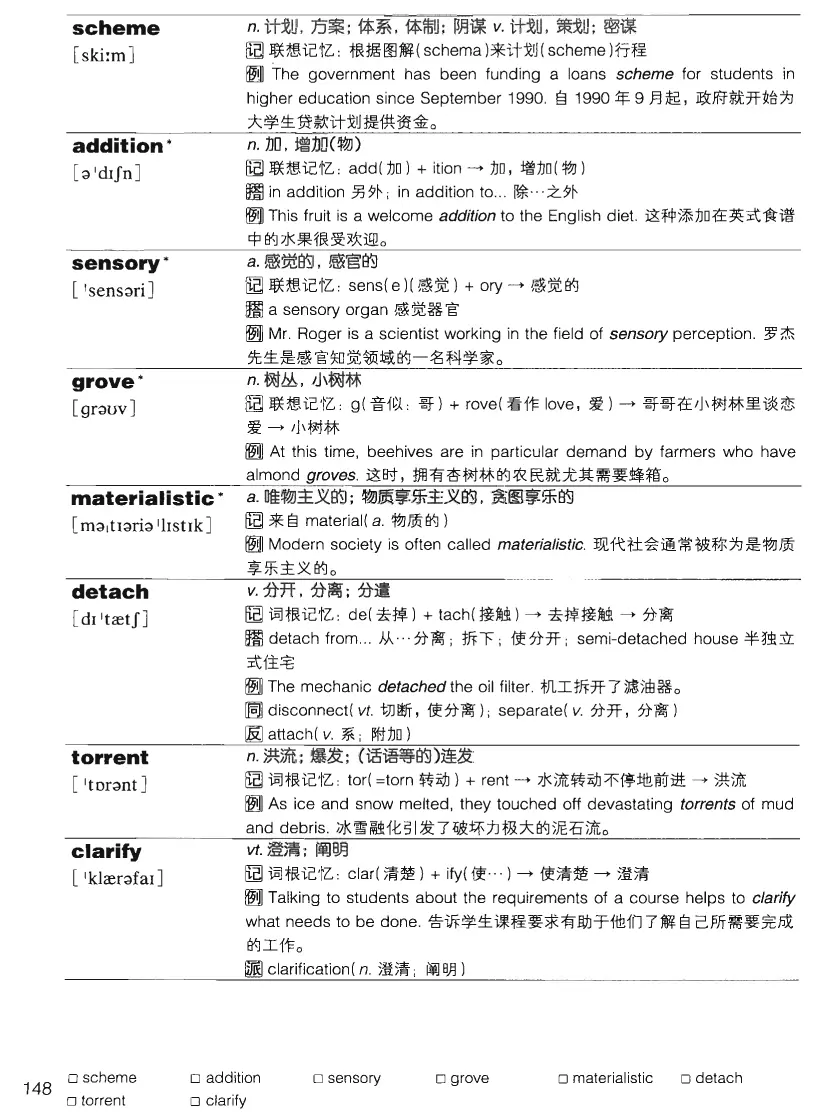 scheme n. 计划，方案；体系，体制；阴谋 v. 计划，策划；密谋
[skiːm] 记 联想记忆：根据图解(schema)来计划(scheme)行程
例 The government has been funding a loans scheme for students in
higher education since September 1990. 自 1990 年 9 月起，政府就开始为
大学生贷款计划提供资金。
addition* n. 加，增加(物)
[əˈdɪʃn] 记 联想记忆：add(加) + ition → 加，增加(物)
搭 in addition 另外；in addition to... 除…之外
例 This fruit is a welcome addition to the English diet. 这种添加在英式食谱
中的水果很受欢迎。
sensory* a. 感觉的，感官的
[ˈsensəri] 记 联想记忆：sens(e)(感觉) + ory → 感觉的
搭 a sensory organ 感觉器官
例 Mr. Roger is a scientist working in the field of sensory perception. 罗杰
先生是感官知觉领域的一名科学家。
grove* n. 树丛，小树林
[ɡrəʊv] 记 联想记忆：g(音似：哥) + rove(看作 love，爱) → 哥哥在小树林里谈恋
爱 → 小树林
例 At this time, beehives are in particular demand by farmers who have
almond groves. 这时，拥有杏树林的农民就尤其需要蜂箱。
materialistic* a. 唯物主义的；物质享乐主义的，贪图享乐的
[məˌtɪəriəˈlɪstɪk] 记 来自 material(a. 物质的)
例 Modern society is often called materialistic. 现代社会通常被称为是物质
享乐主义的。
detach v. 分开，分离；分遣
[dɪˈtætʃ] 记 词根记忆：de(去掉) + tach(接触) → 去掉接触 → 分离
搭 detach from... 从…分离；拆下；使分开；semi-detached house 半独立
式住宅
例 The mechanic detached the oil filter. 机工拆开了滤油器。
同 disconnect(vt. 切断，使分离)；separate(v. 分开，分离)
反 attach(v. 系；附加)
torrent n. 洪流；爆发；(话语等的)连发
[ˈtɒrənt] 记 词根记忆：tor(=torn 转动) + rent → 水流转动不停地前进 → 洪流
例 As ice and snow melted, they touched off devastating torrents of mud
and debris. 冰雪融化引发了破坏力极大的泥石流。
clarify vt. 澄清；阐明
[ˈklærəfaɪ] 记 词根记忆：clar(清楚) + ify(使…) → 使清楚 → 澄清
例 Talking to students about the requirements of a course helps to clarify
what needs to be done. 告诉学生课程要求有助于他们了解自己所需要完成
的工作。
派 clarification(n. 澄清；阐明)
148 □ scheme □ addition □ sensory □ grove □ materialistic □ detach
□ torrent □ clarify